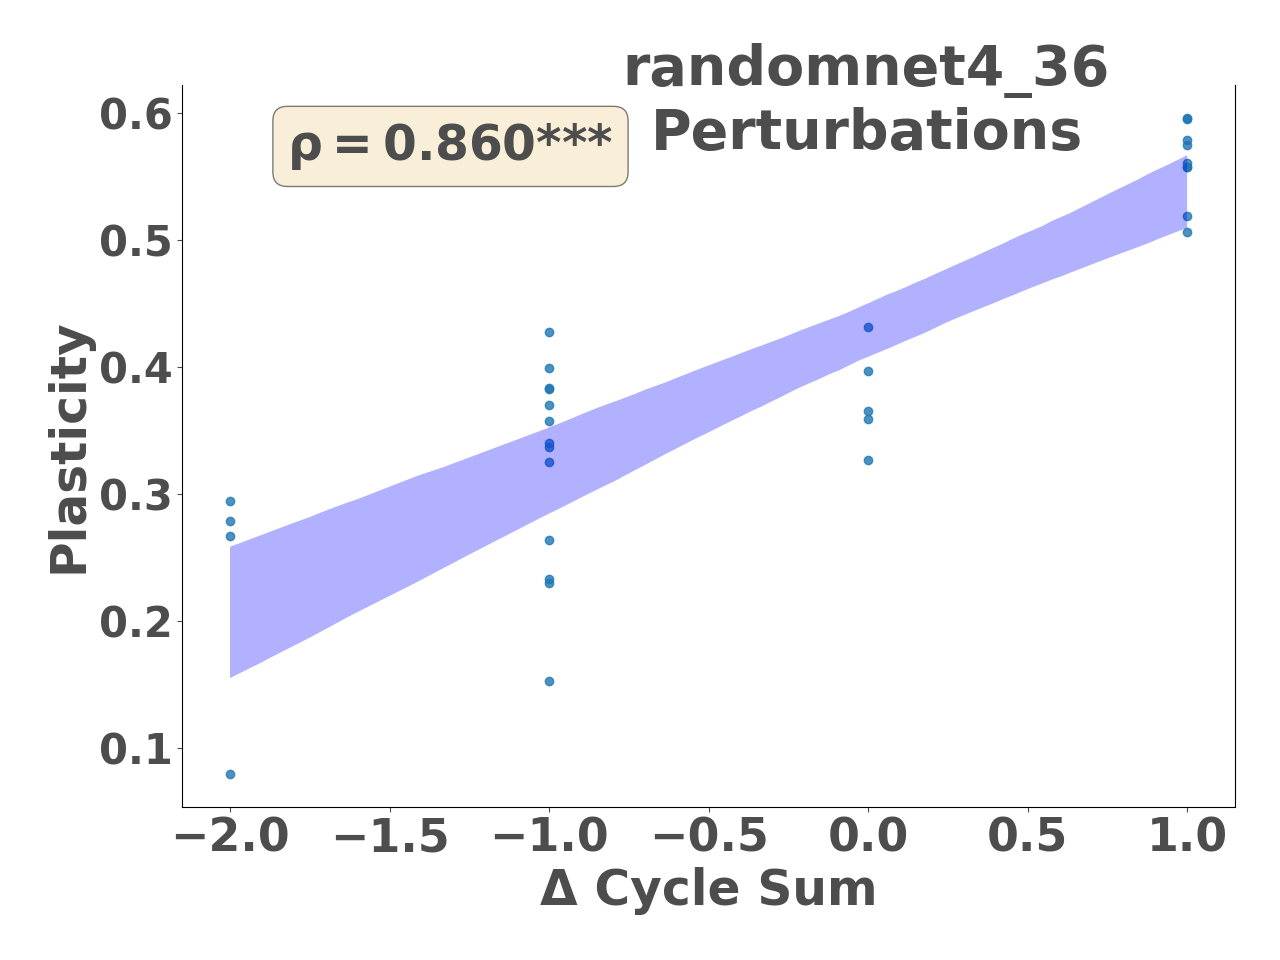 randomnet4_36
Perturbations
ρ = 0.860***
0.6
0.5
0.4
0.3
0.2
0.1
Plasticity
−2.0 −1.5 −1.0 −0.5 0.0 0.5 1.0
Δ Cycle Sum